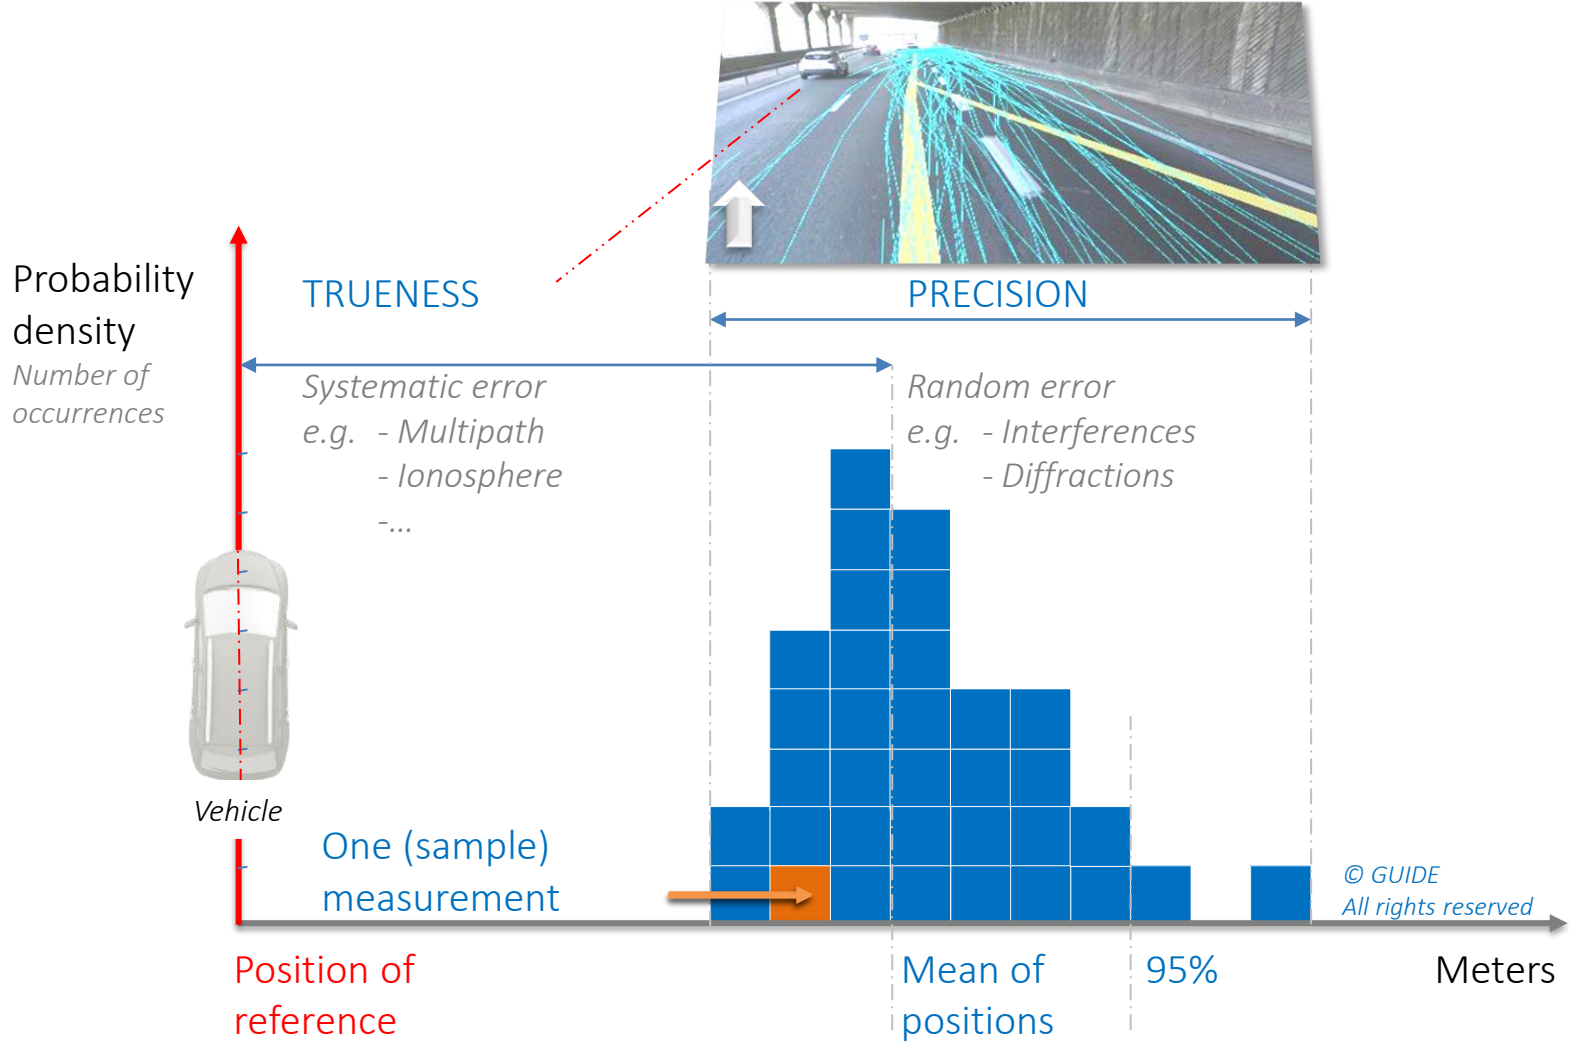 Probability
density
Number of
occurrences
TRUENESS
PRECISION
Systematic error
e.g. - Multipath
- Ionosphere
-...
Random error
e.g. - Interferences
- Diffractions
Vehicle
One (sample)
measurement
© GUIDE
All rights reserved
Position of
reference
Mean of
positions
95%
Meters